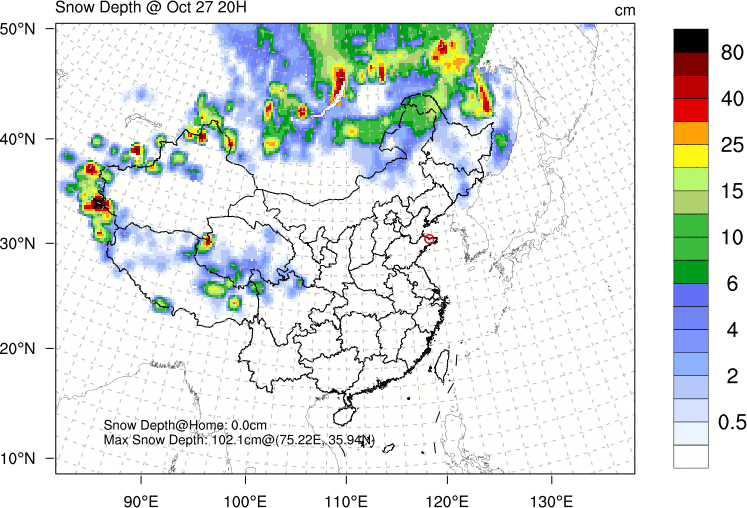 Snow Depth @ Oct 27 20H
cm
50°N
40°N
30°N
20°N
10°N
90°E
100°E
110°E
120°E
130°E
80
40
25
15
10
6
4
2
0.5
Snow Depth@Home: 0.0cm
Max Snow Depth: 102.1cm@(75.22E, 35.94N)